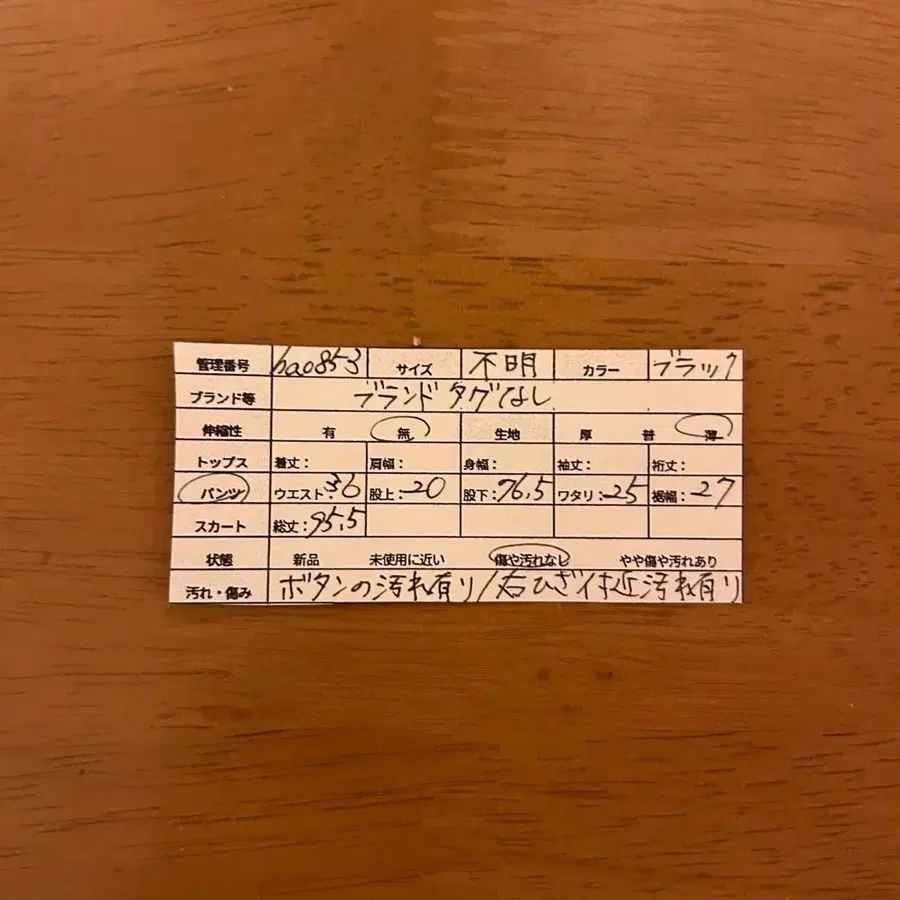 管理番号 bao853 サイズ 不明 カラー ブラック
ブランド等 ブランドタグなし
伸縮性 有 無 生地 厚 普 薄
トップス 着丈: 肩幅: 身幅: 袖丈: 裄丈:
パンツ ウエスト:36 股上:20 股下:76.5 ワタリ:25 裾幅:27
スカート 総丈:95.5
状態 新品 未使用に近い 傷や汚れなし やや傷や汚れあり
汚れ・傷み ボタンの汚れ有り/右ひざ付近汚れ有り